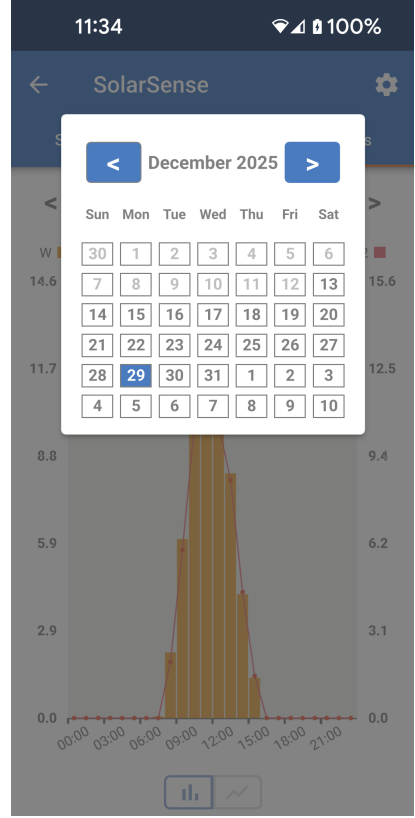 11:34 100%
SolarSense
S s
< December 2025 >
< >
Sun Mon Tue Wed Thu Fri Sat
W
30 1 2 3 4 5 6
14.6 15.6
7 8 9 10 11 12 13
14 15 16 17 18 19 20
21 22 23 24 25 26 27
11.7 12.5
28 29 30 31 1 2 3
4 5 6 7 8 9 10
8.8 9.4
5.9 6.2
2.9 3.1
0.0 0.0
00:00 03:00 06:00 09:00 12:00 15:00 18:00 21:00